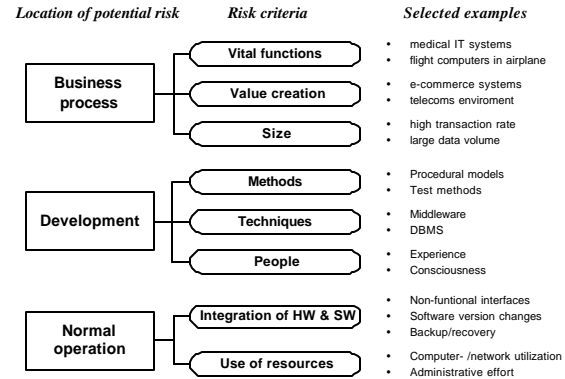 Location of potential risk Risk criteria Selected examples
Business
process
Vital functions
• medical IT systems
• flight computers in airplane
Value creation
• e-commerce systems
• telecoms enviroment
Size
• high transaction rate
• large data volume
Development
Methods
• Procedural models
• Test methods
Techniques
• Middleware
• DBMS
People
• Experience
• Consciousness
Normal
operation
Integration of HW & SW
• Non-funtional interfaces
• Software version changes
• Backup/recovery
Use of resources
• Computer- /network utilization
• Administrative effort